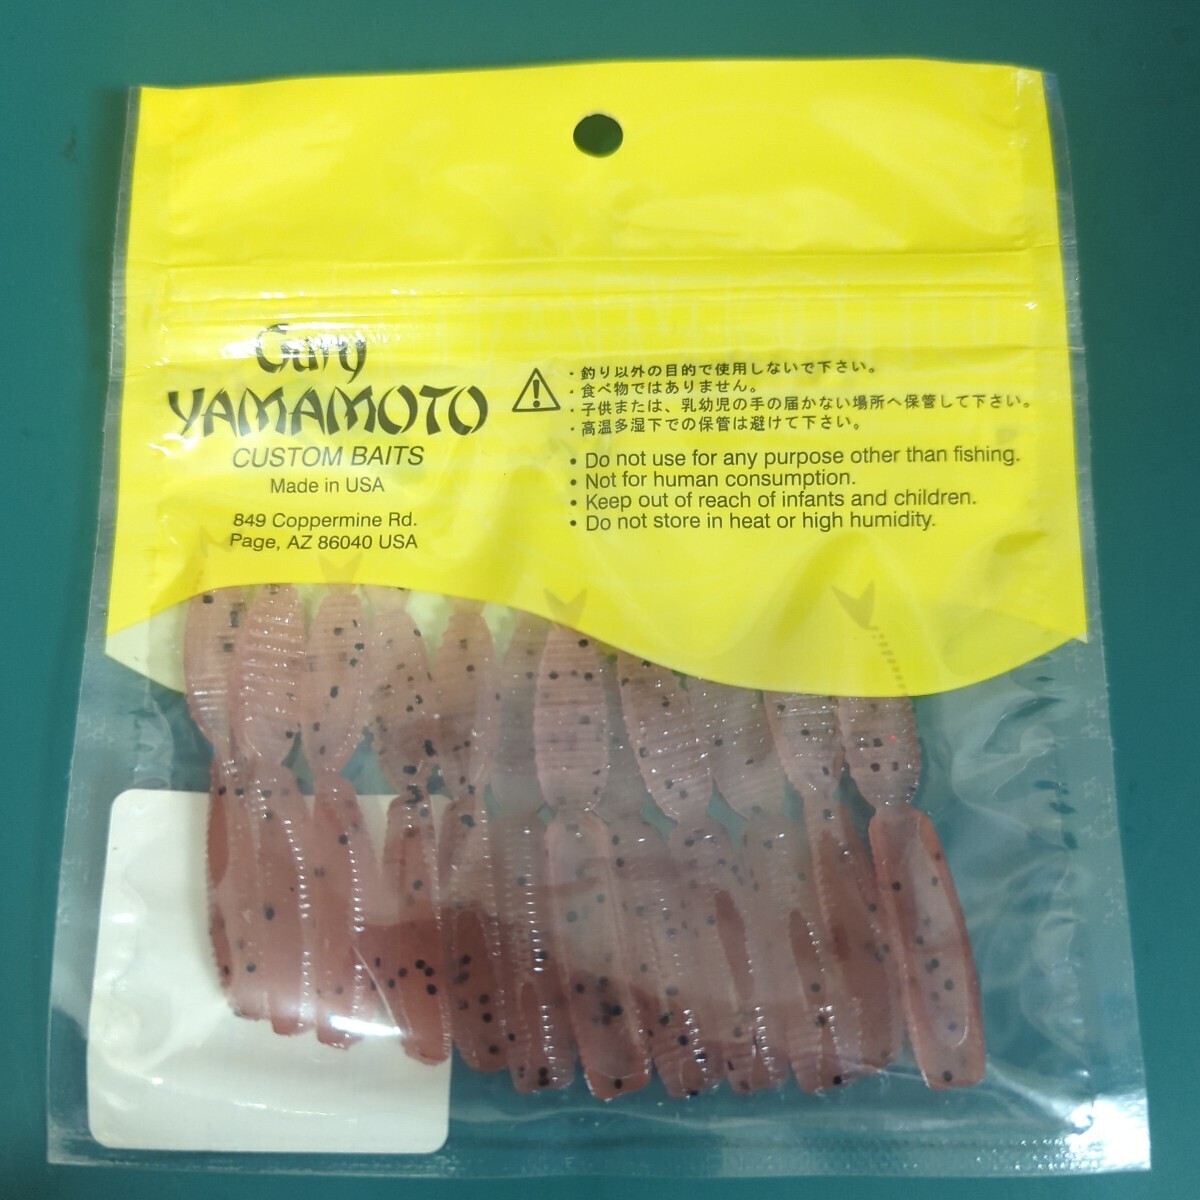 Gary
YAMAMOTO
CUSTOM BAITS
Made in USA
849 Coppermine Rd.
Page, AZ 86040 USA
・釣り以外の目的で使用しないで下さい。
・食べ物ではありません。
・子供または、乳幼児の手の届かない場所へ保管して下さい。
・高温多湿下での保管は避けて下さい。
• Do not use for any purpose other than fishing.
• Not for human consumption.
• Keep out of reach of infants and children.
• Do not store in heat or high humidity.